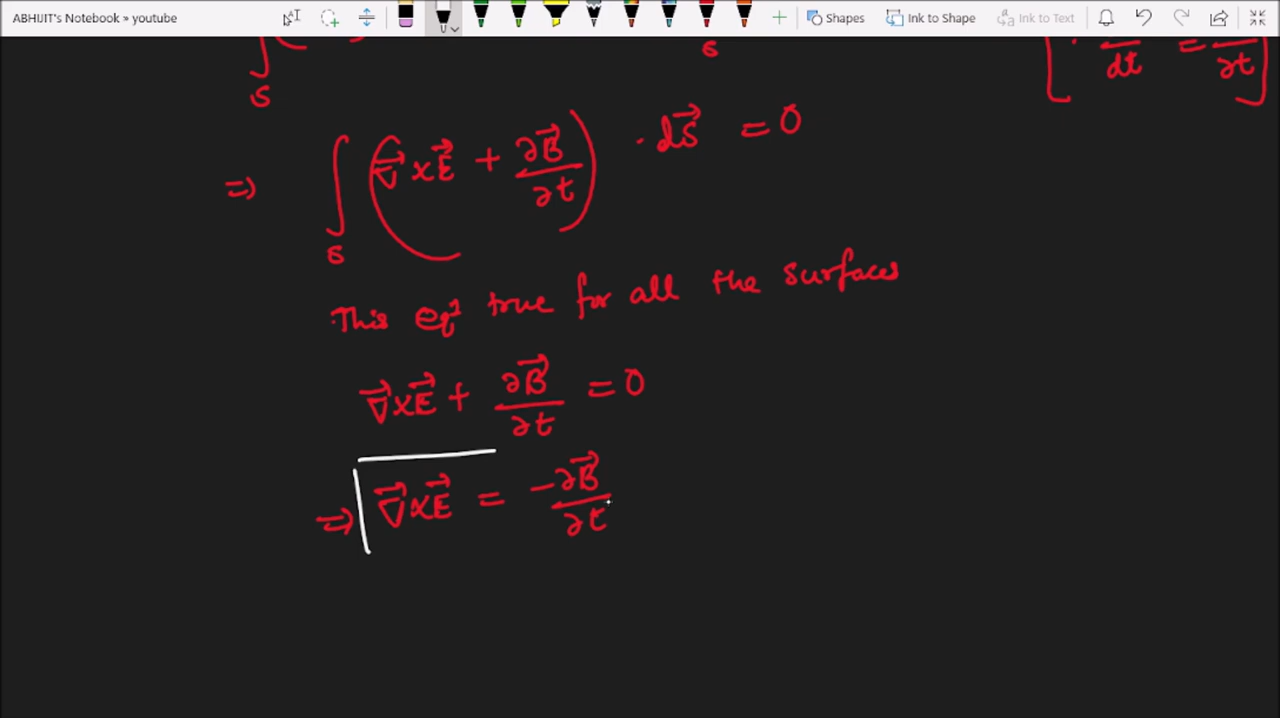 ABHIJIT's Notebook » youtube
Shapes Ink to Shape Ink to Text
∫ S S [ dt = ∂t ]
⇒ ∫ S (∇⃗ x E⃗ + ∂B⃗/∂t) · dS⃗ = 0
This eqⁿ true for all the surfaces
∇⃗ x E⃗ + ∂B⃗/∂t = 0
⇒ ∇⃗ x E⃗ = -∂B⃗/∂t